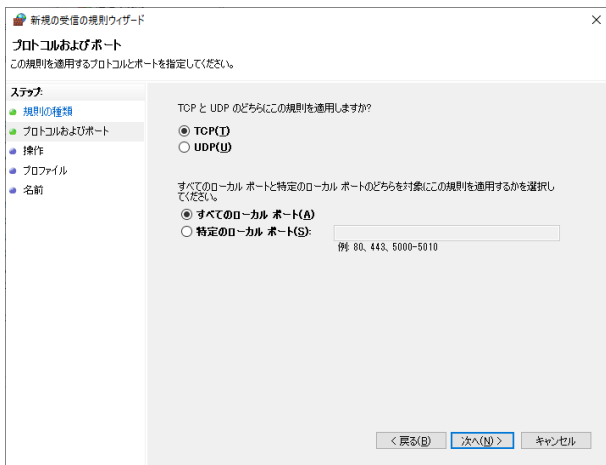 新規の受信の規則ウィザード
プロトコルおよびポート
この規則を適用するプロトコルとポートを指定してください。
ステップ:
規則の種類
プロトコルおよびポート
操作
プロファイル
名前
TCP と UDP のどちらにこの規則を適用しますか?
TCP(T)
UDP(U)
すべてのローカル ポートと特定のローカル ポートのどちらを対象にこの規則を適用するかを選択し
てください。
すべてのローカル ポート(A)
特定のローカル ポート(S):
例: 80、443、5000-5010
< 戻る(B)
次へ(N) >
キャンセル